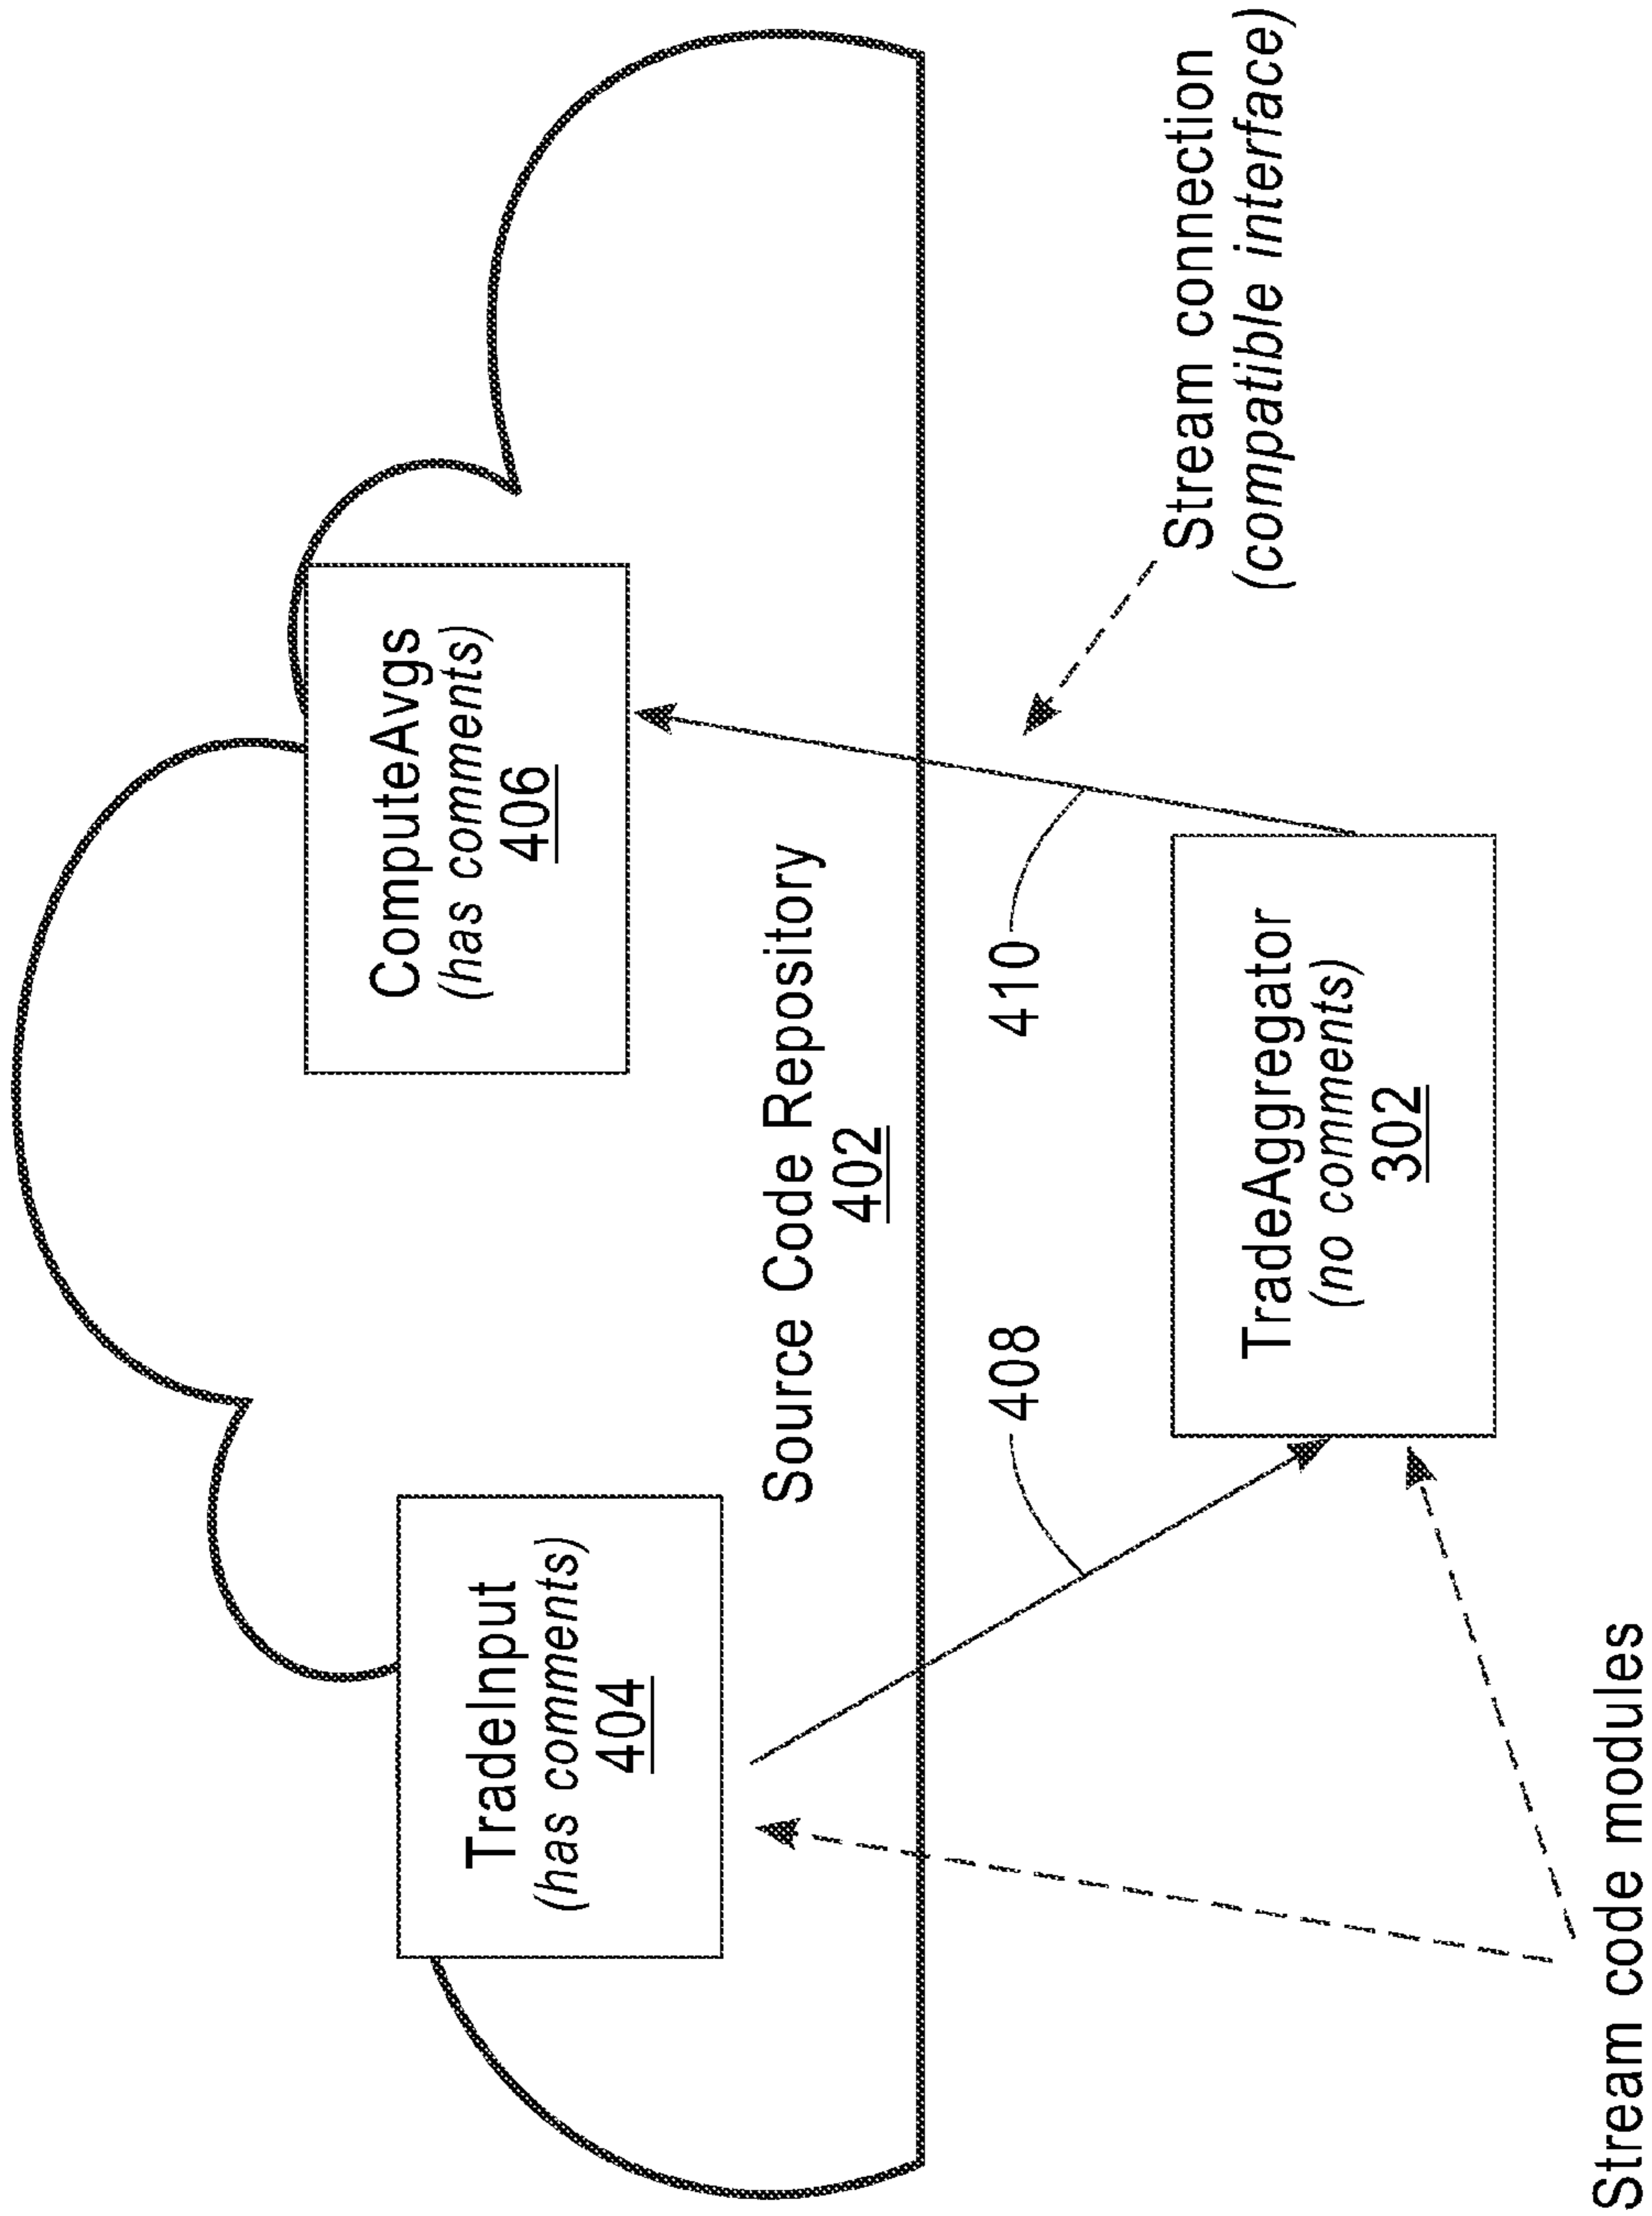 TradeInput
(has comments)
404
ComputeAvgs
(has comments)
406
Source Code Repository
402
408
410
Stream connection
(compatible interface)
TradeAggregator
(no comments)
302
Stream code modules